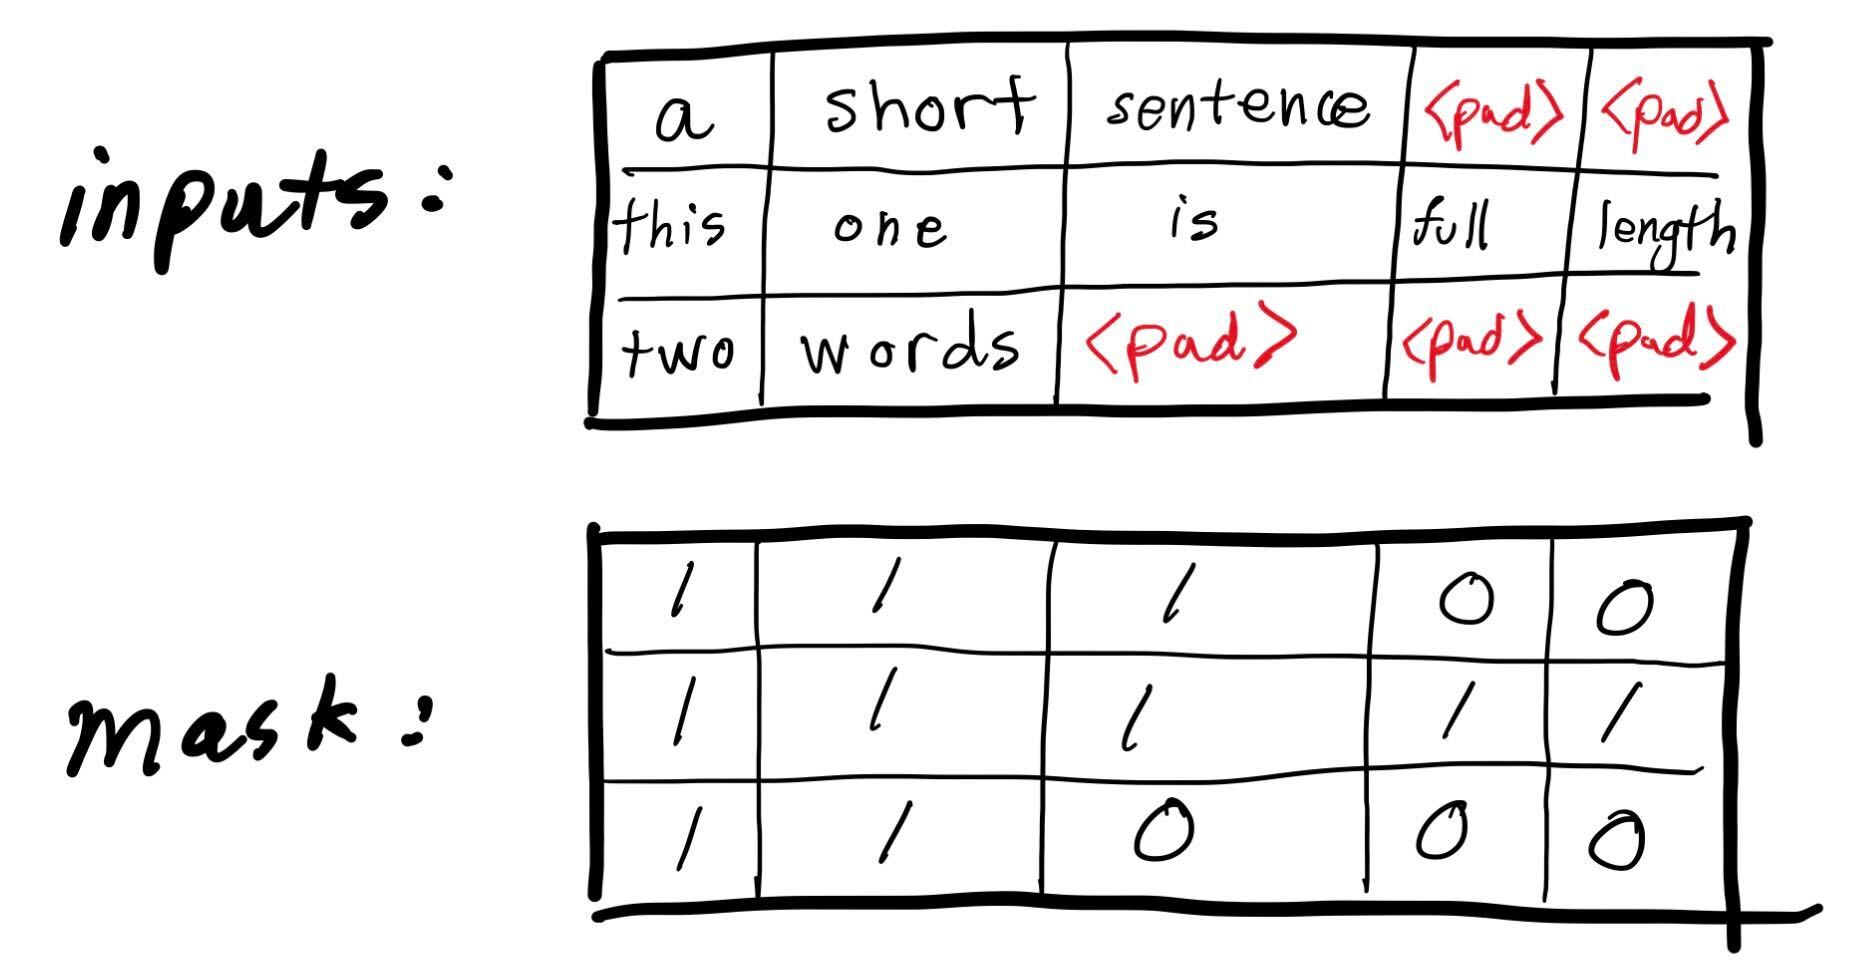 inputs:
a short sentence <pad> <pad>
this one is full length
two words <pad> <pad> <pad>
mask:
1 1 1 0 0
1 1 1 1 1
1 1 0 0 0